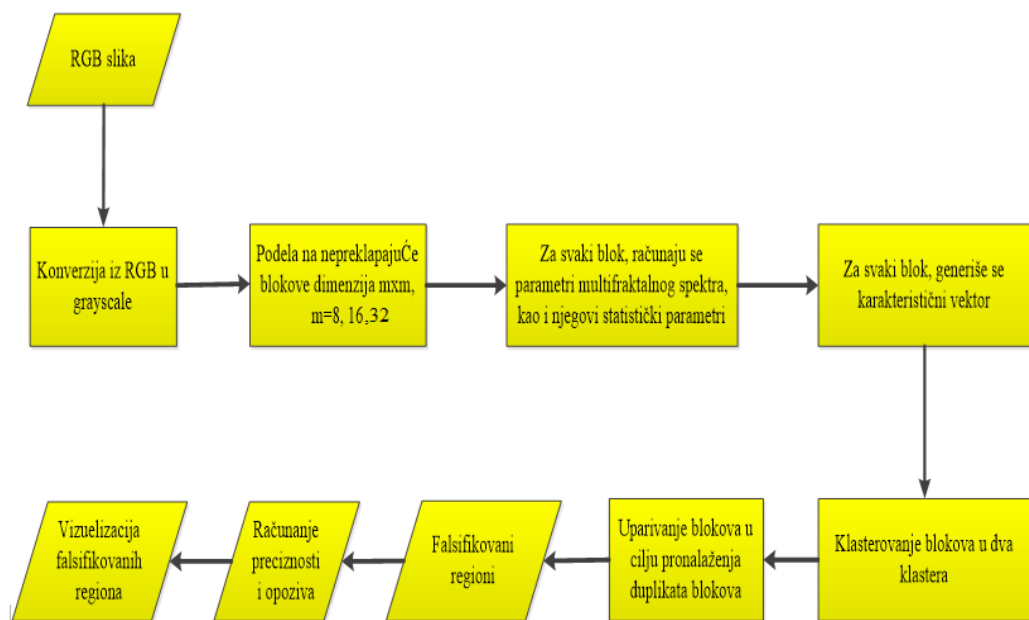 RGB slika
Konverzija iz RGB u
grayscale
Podela na nepreklapajuĆe
blokove dimenzija mxm,
m=8, 16,32
Za svaki blok, računaju se
parametri multifraktalnog spektra,
kao i njegovi statistički parametri
Za svaki blok, generiše se
karakteristični vektor
Klasterovanje blokova u dva
klastera
Uparivanje blokova u
cilju pronalaženja
duplikata blokova
Falsifikovani
regioni
Računanje
preciznosti
i opoziva
Vizuelizacija
falsifikovanih
regiona